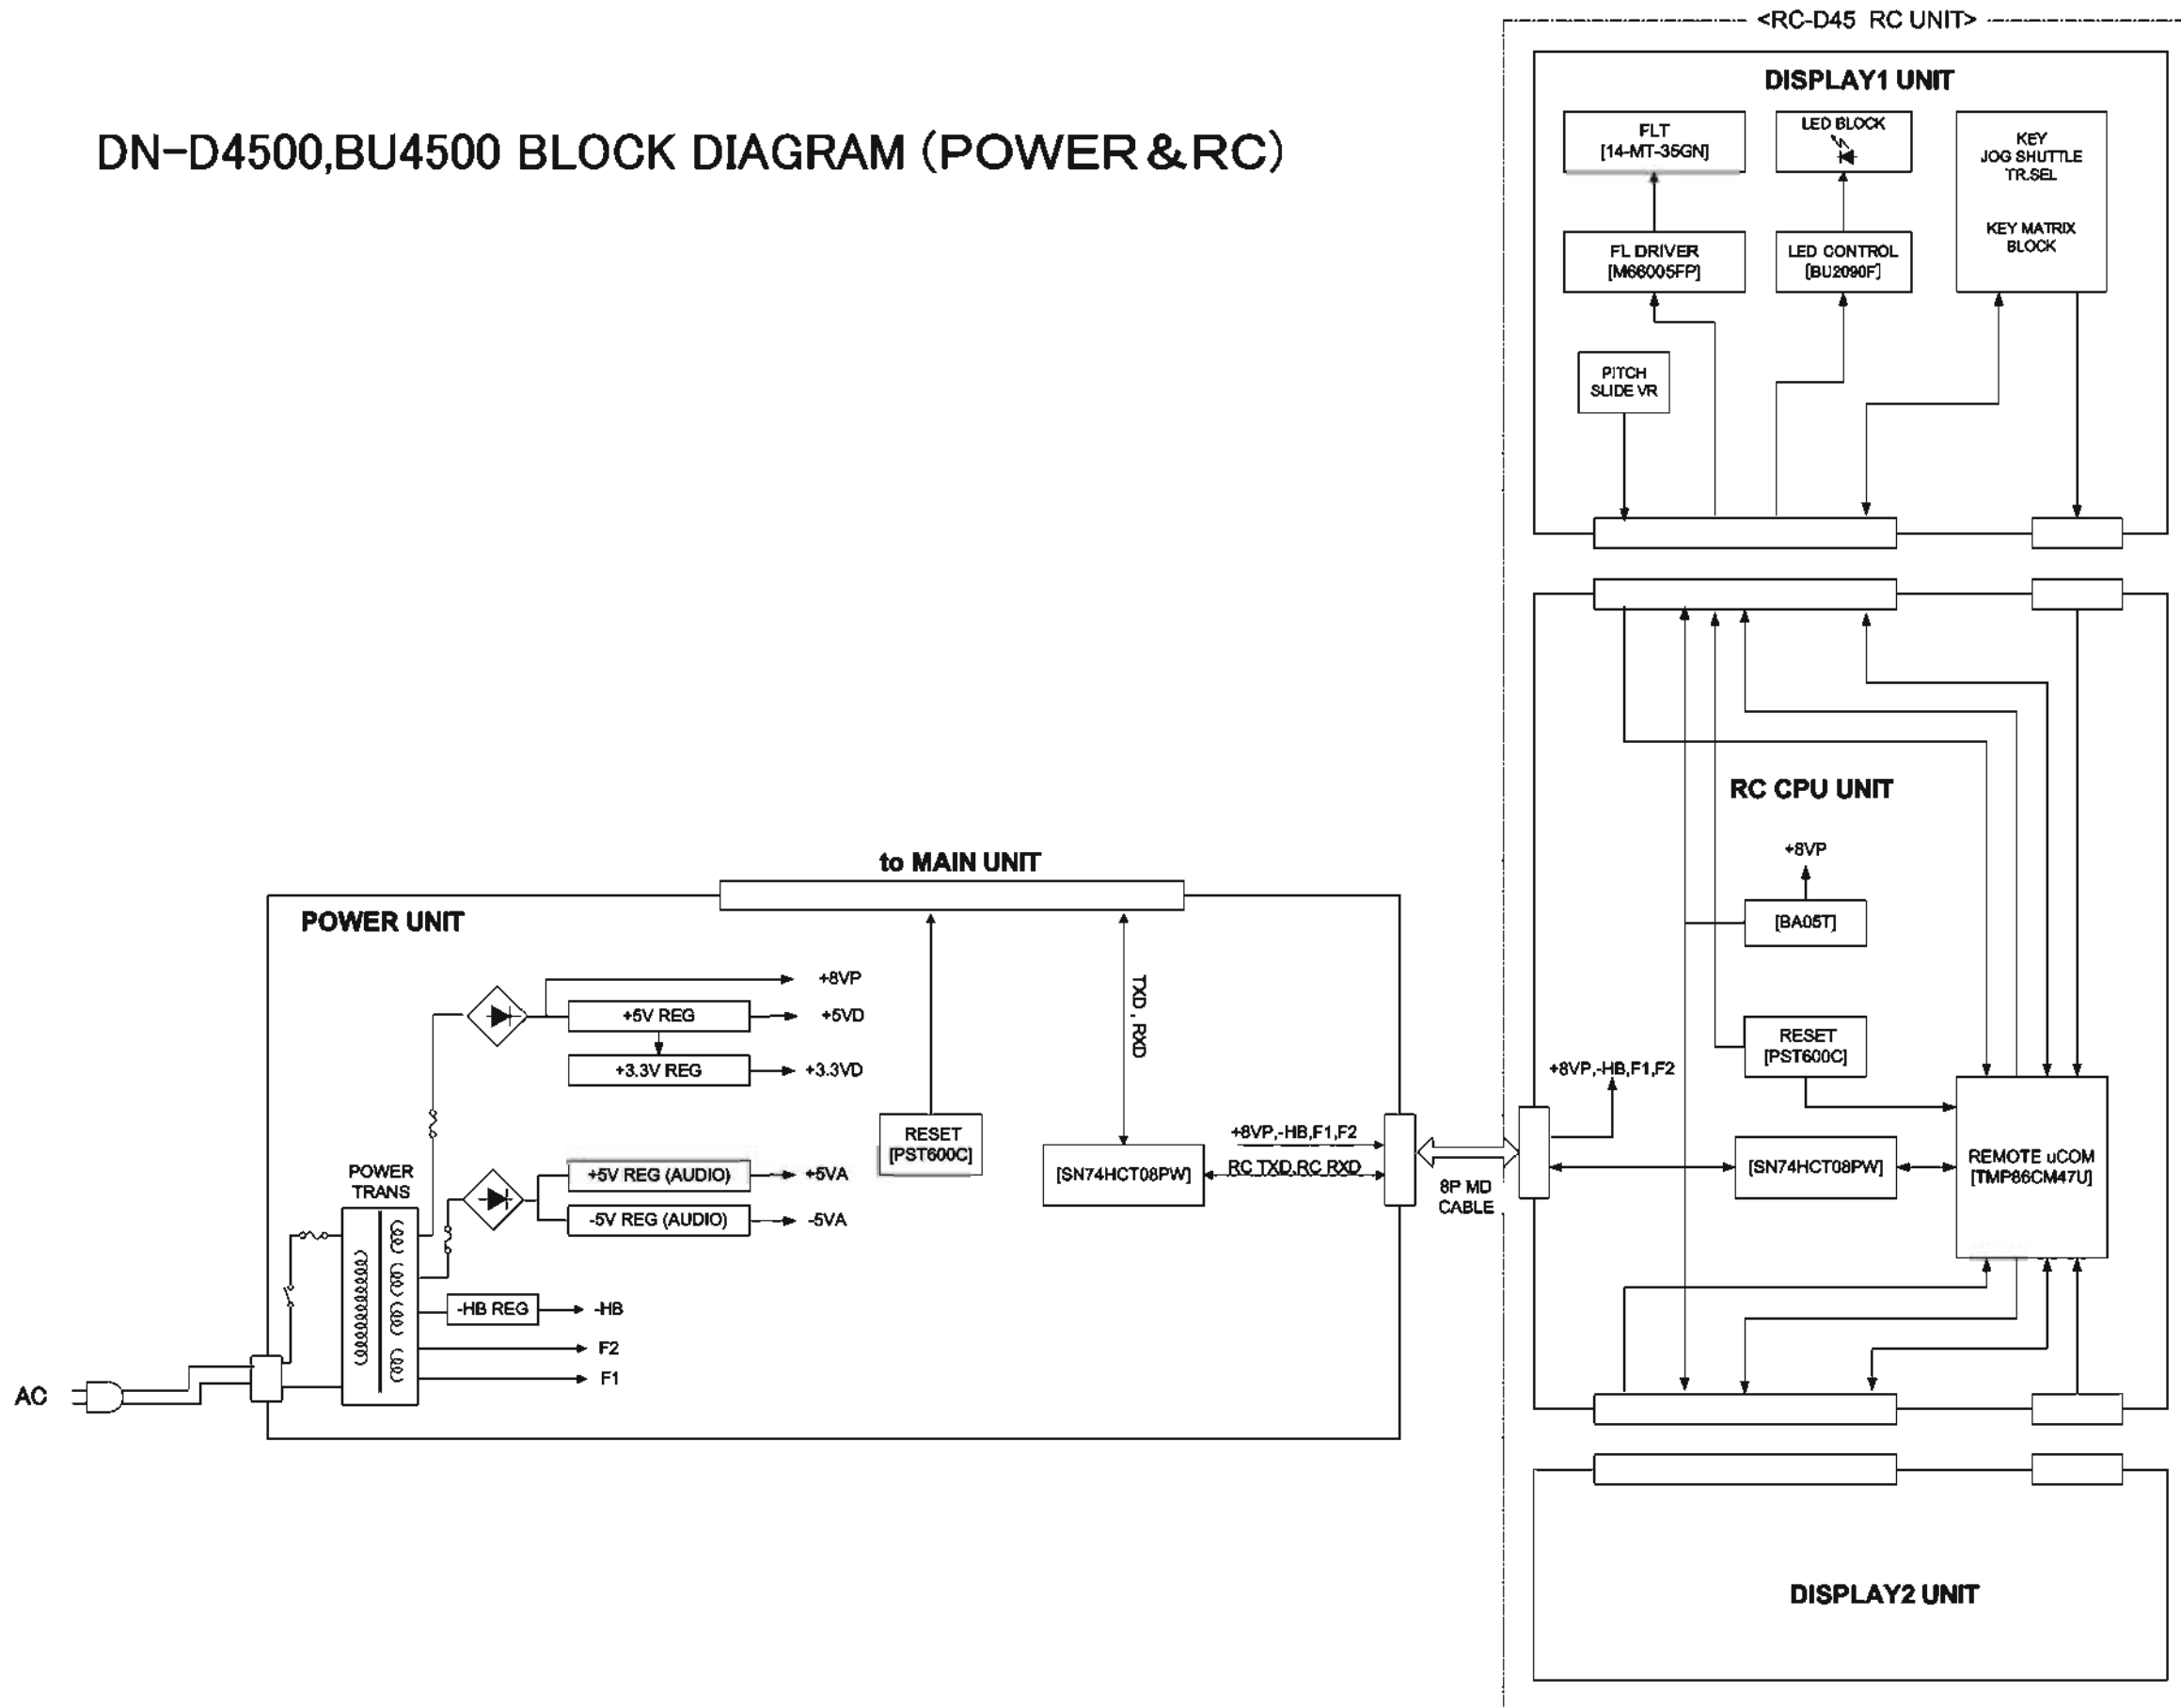 <RC-D45 RC UNIT>
DN-D4500,BU4500 BLOCK DIAGRAM (POWER&RC)
DISPLAY1 UNIT
FLT
[14-MT-35GN]
LED BLOCK
KEY
JOG SHUTTLE
TR.SEL
KEY MATRIX
BLOCK
FL DRIVER
[M66005FP]
LED CONTROL
[BU2090F]
PITCH
SLIDE VR
RC CPU UNIT
+8VP
[BA05T]
RESET
[PST600C]
+8VP,-HB,F1,F2
[SN74HCT08PW]
REMOTE uCOM
[TMP86CM47U]
to MAIN UNIT
POWER UNIT
+8VP
+5V REG
+5VD
+3.3V REG
+3.3VD
TXD , RXD
RESET
[PST600C]
[SN74HCT08PW]
+8VP,-HB,F1,F2
RC TXD,RC RXD
8P MD
CABLE
POWER
TRANS
+5V REG (AUDIO)
+5VA
-5V REG (AUDIO)
-5VA
-HB REG
-HB
F2
F1
AC
DISPLAY2 UNIT